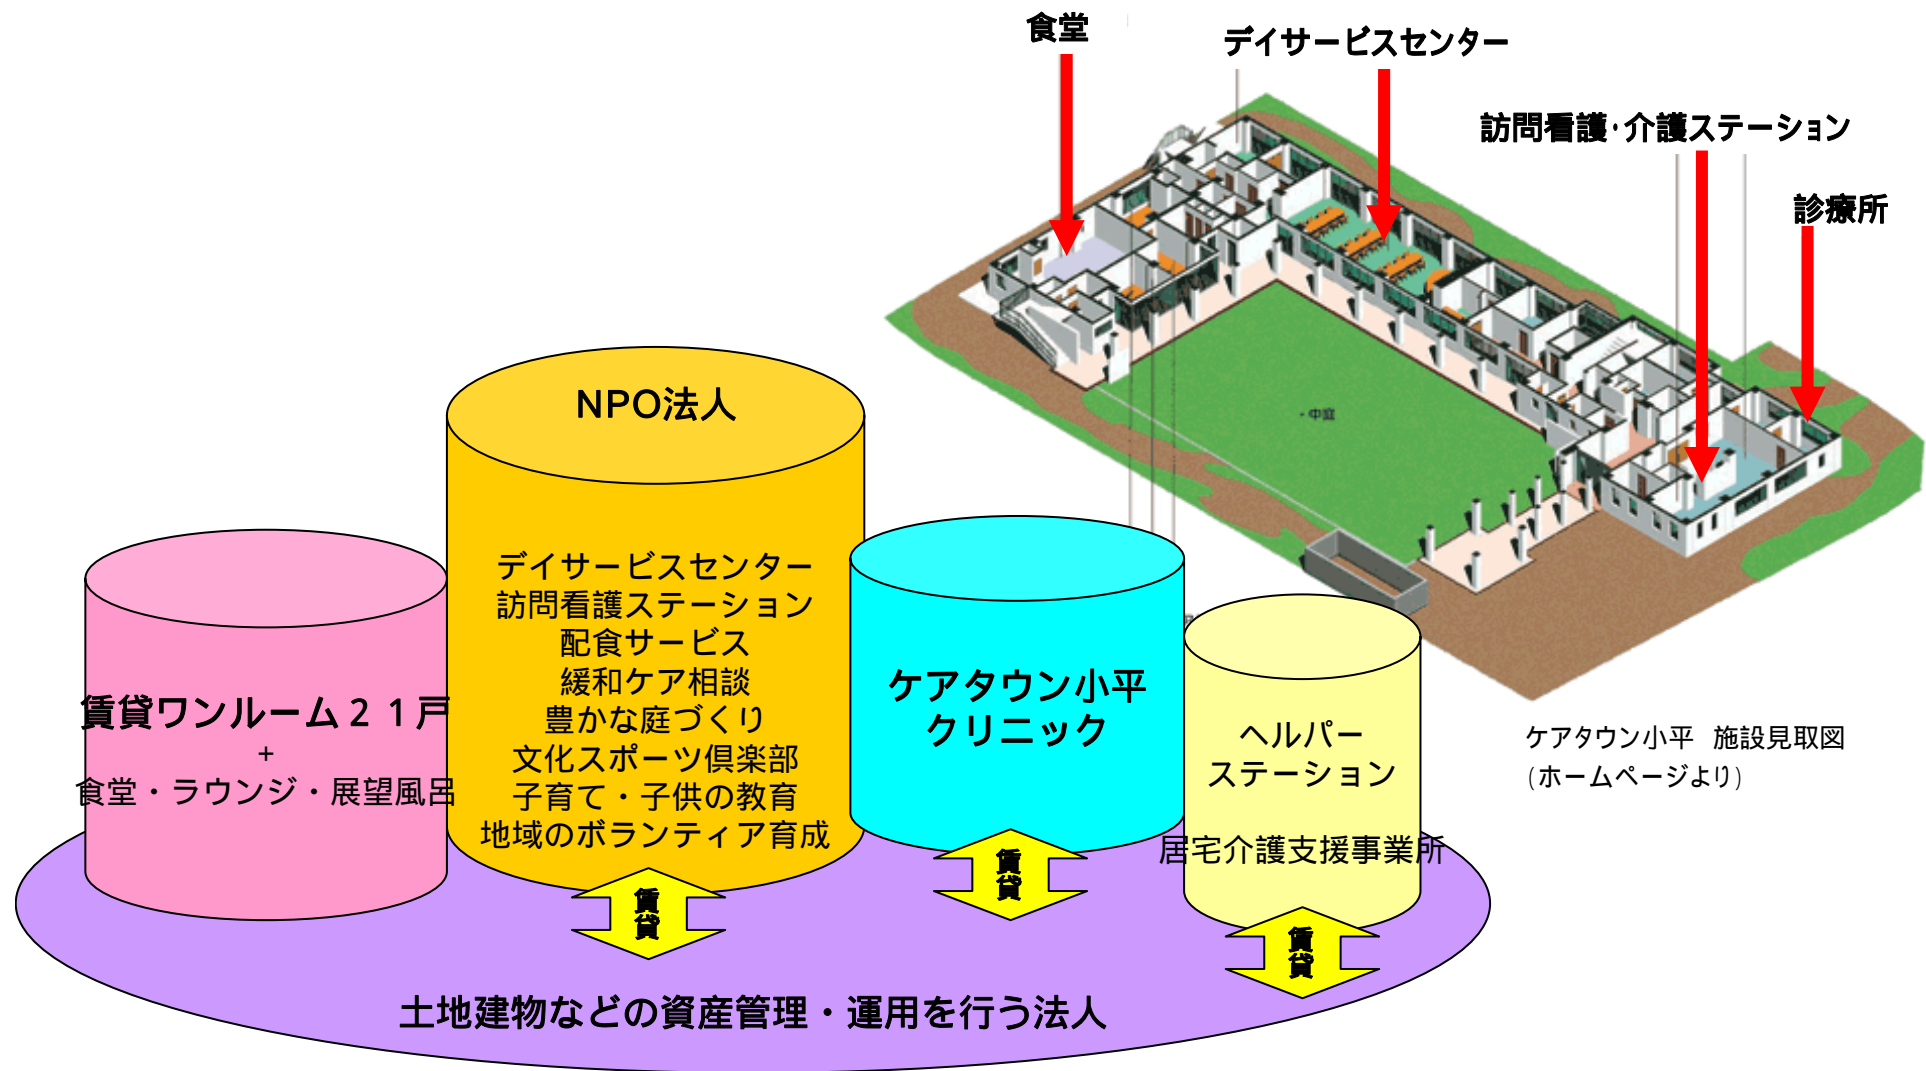 食堂
デイサービスセンター
訪問看護・介護ステーション
診療所
・中庭
NPO法人
デイサービスセンター
訪問看護ステーション
配食サービス
緩和ケア相談
豊かな庭づくり
文化スポーツ倶楽部
子育て・子供の教育
地域のボランティア育成
賃貸ワンルーム２１戸
+
食堂・ラウンジ・展望風呂
ケアタウン小平
クリニック
ヘルパー
ステーション
居宅介護支援事業所
ケアタウン小平 施設見取図
(ホームページより)
賃貸
賃貸
賃貸
土地建物などの資産管理・運用を行う法人